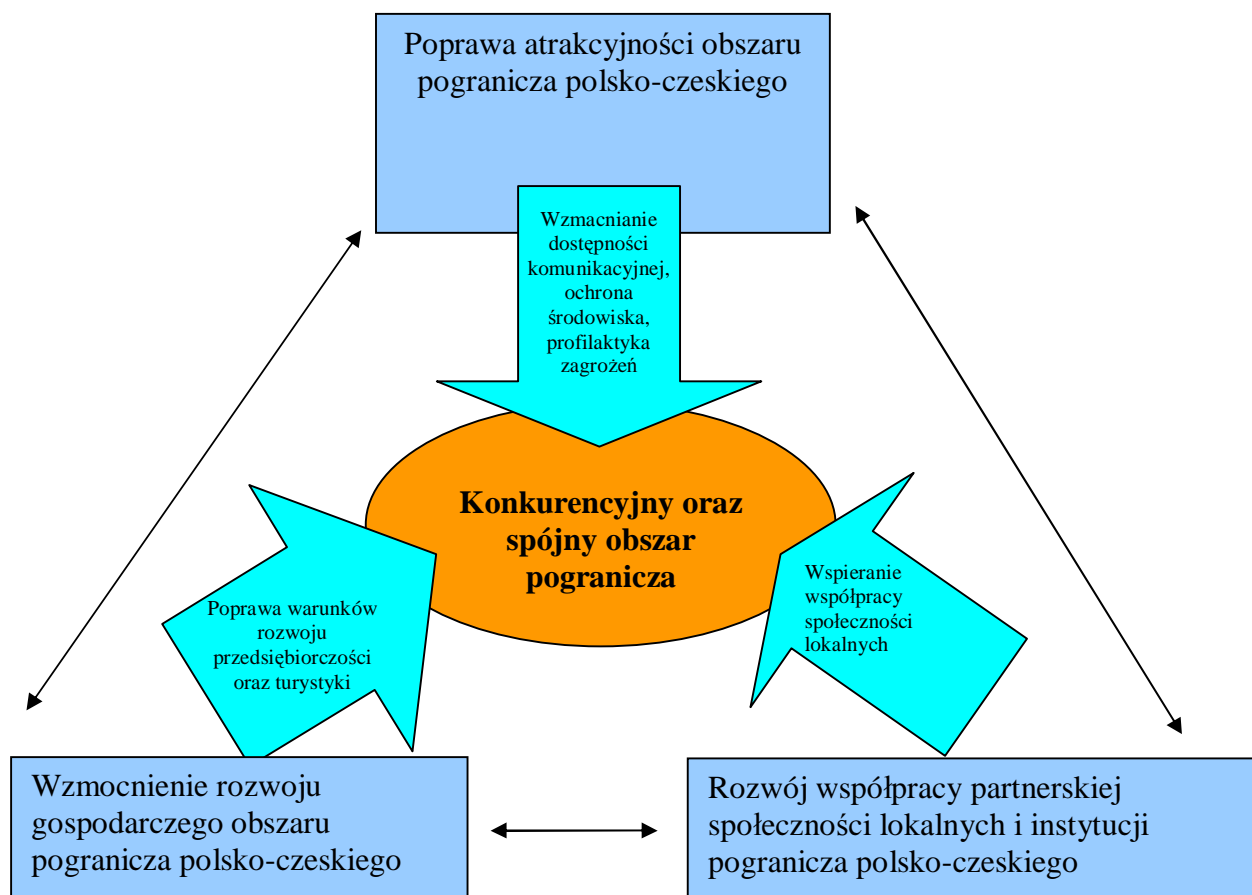 Poprawa atrakcyjności obszaru
pogranicza polsko-czeskiego
Wzmacnianie
dostępności
komunikacyjnej,
ochrona
środowiska,
profilaktyka
zagrożeń
Konkurencyjny oraz
spójny obszar
pogranicza
Poprawa warunków
rozwoju
przedsiębiorczości
oraz turystyki
Wspieranie
współpracy
społeczności
lokalnych
Wzmocnienie rozwoju
gospodarczego obszaru
pogranicza polsko-czeskiego
Rozwój współpracy partnerskiej
społeczności lokalnych i instytucji
pogranicza polsko-czeskiego